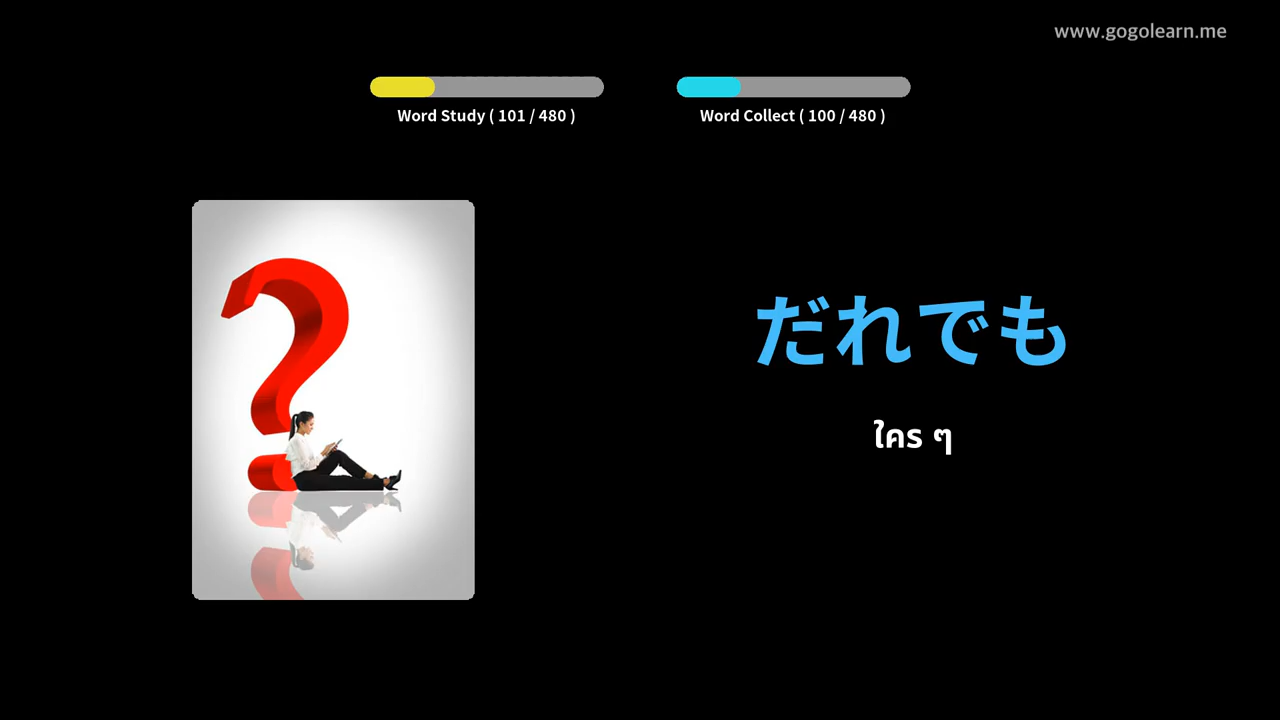 www.gogolearn.me
Word Study ( 101 / 480 )
Word Collect ( 100 / 480 )
だれでも
ใคร ๆ